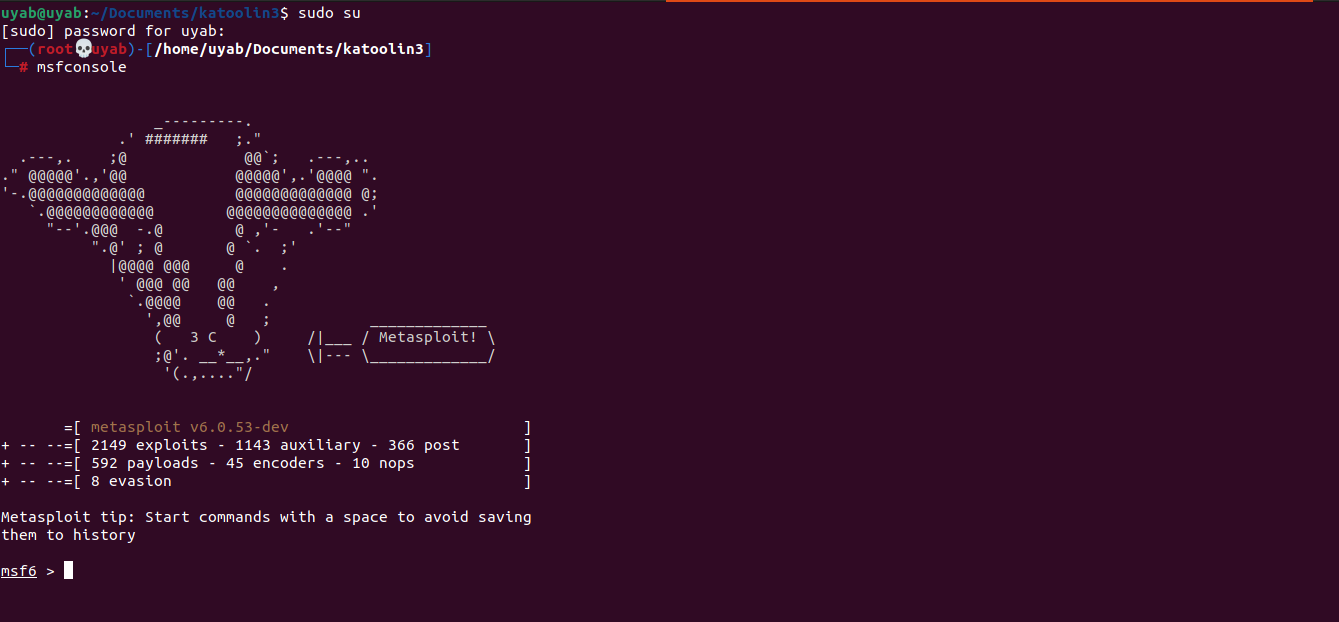 uyab@uyab:~/Documents/katoolin3$ sudo su
[sudo] password for uyab:
┌──(root💀uyab)-[/home/uyab/Documents/katoolin3]
└─# msfconsole
                 _---------.
             .' #######   ;."
  .---,.    ;@             @@`;   .---,..
." @@@@@'.,'@@            @@@@@',.'@@@@ ".
'-.@@@@@@@@@@@@@          @@@@@@@@@@@@@ @;
   `.@@@@@@@@@@@@        @@@@@@@@@@@@@@ .'
     "--'.@@@  -.@        @ ,'-   .'--"
          ".@' ; @       @ `.  ;'
            |@@@@ @@@     @    .
             ' @@@ @@   @@    ,
              `.@@@@    @@   .
                ',@@     @   ;           _____________
                 (   3 C    )     /|___ / Metasploit! \
                 ;@'. __*__,."    \|--- \_____________/
                  '(.,...."/
       =[ metasploit v6.0.53-dev                          ]
+ -- --=[ 2149 exploits - 1143 auxiliary - 366 post       ]
+ -- --=[ 592 payloads - 45 encoders - 10 nops            ]
+ -- --=[ 8 evasion                                       ]
Metasploit tip: Start commands with a space to avoid saving
them to history
msf6 >